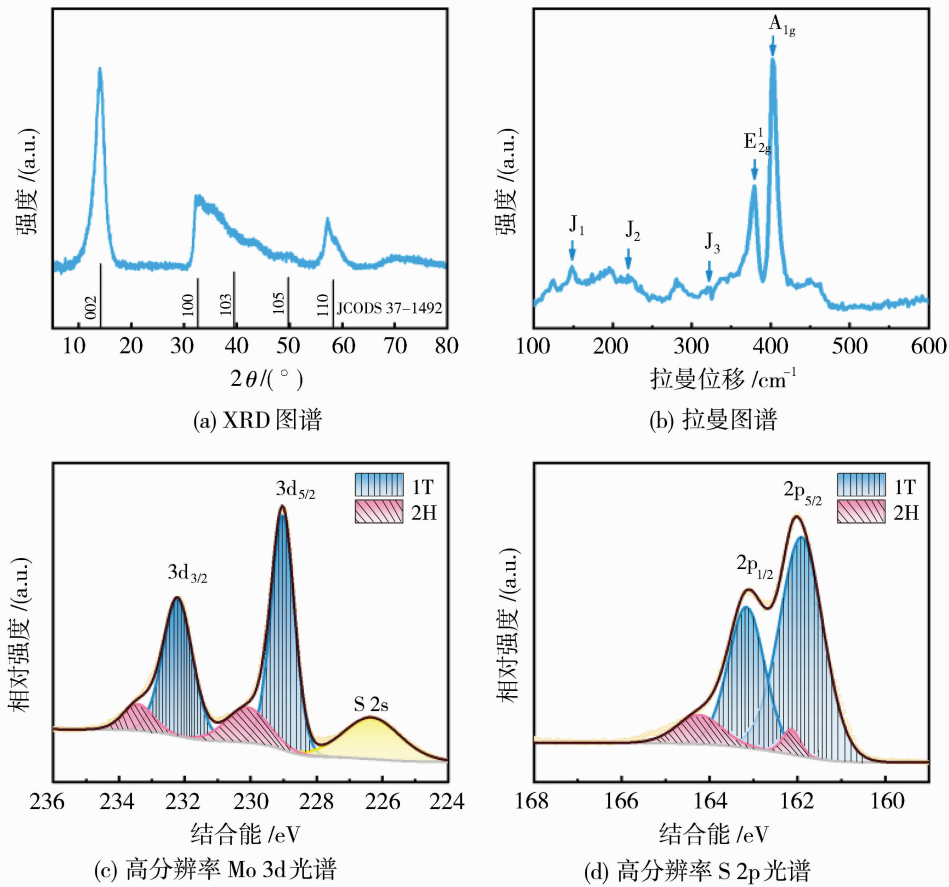 强度 /(a.u.)
002
100
103
105
110
JCODS 37-1492
10 20 30 40 50 60 70 80
2θ/(°)
(a) XRD 图谱
强度 /(a.u.)
J1
J2
J3
E¹2g
A1g
100 200 300 400 500 600
拉曼位移 /cm⁻¹
(b) 拉曼图谱
相对强度 /(a.u.)
3d3/2
3d5/2
S 2s
1T
2H
236 234 232 230 228 226 224
结合能 /eV
(c) 高分辨率 Mo 3d 光谱
相对强度 /(a.u.)
2p1/2
2p5/2
1T
2H
168 166 164 162 160
结合能 /eV
(d) 高分辨率 S 2p 光谱